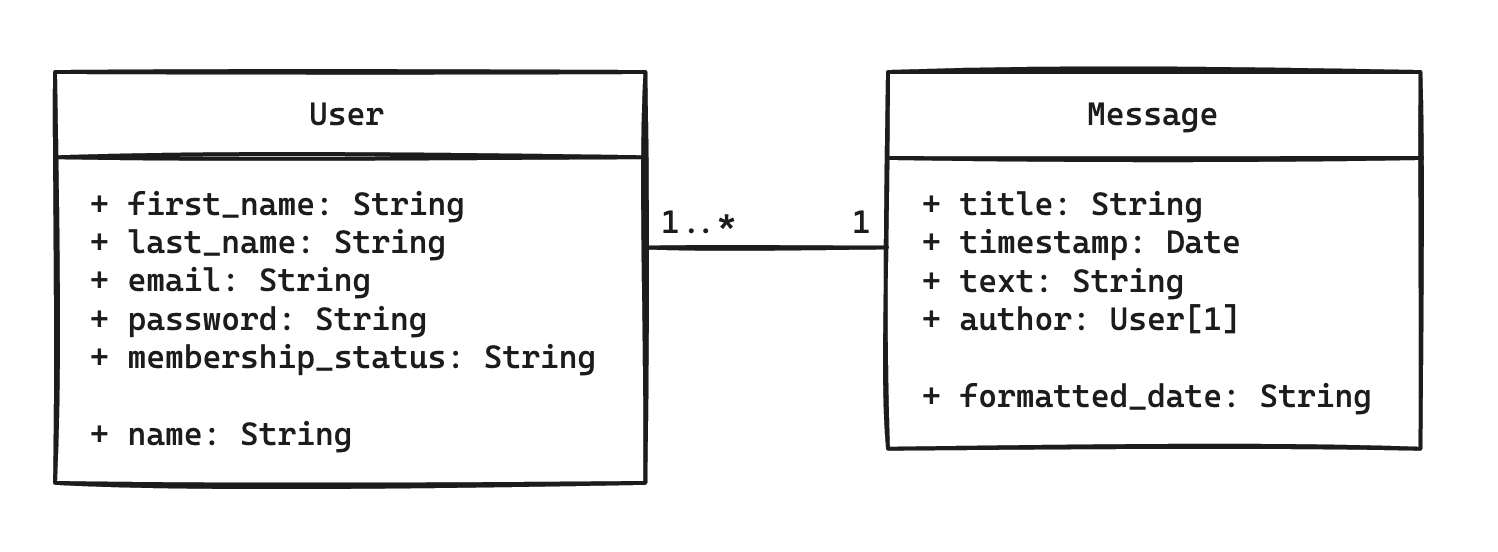 User
+ first_name: String
+ last_name: String
+ email: String
+ password: String
+ membership_status: String
+ name: String
1..*
1
Message
+ title: String
+ timestamp: Date
+ text: String
+ author: User[1]
+ formatted_date: String